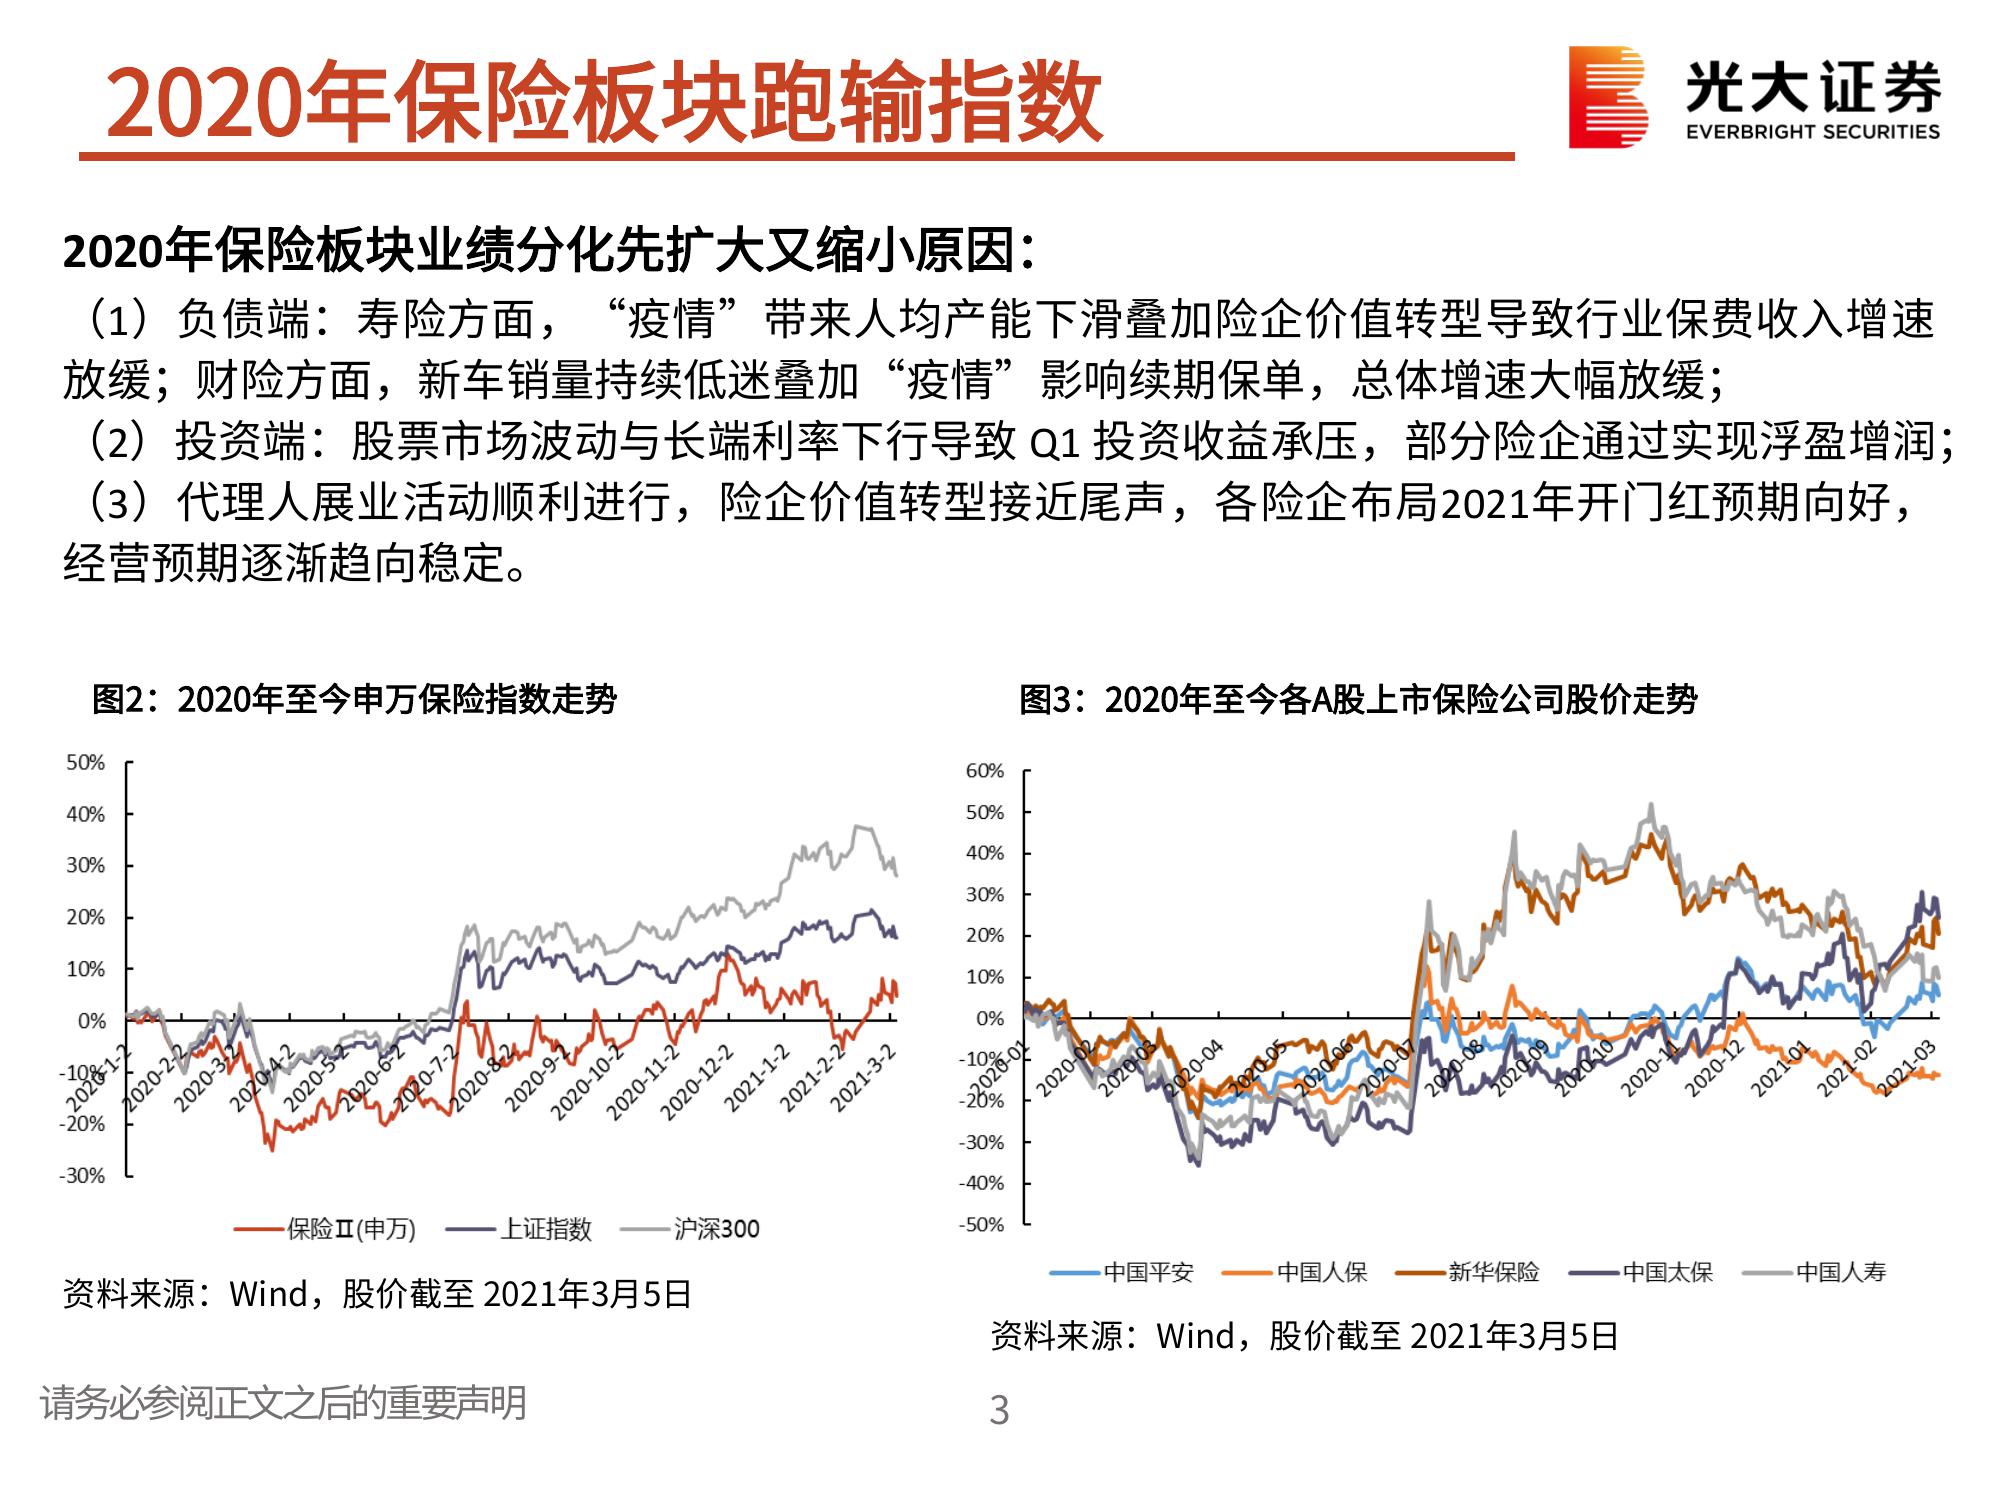 2020年保险板块跑输指数
光大证券
EVERBRIGHT SECURITIES
2020年保险板块业绩分化先扩大又缩小原因：
（1）负债端：寿险方面，“疫情”带来人均产能下滑叠加险企价值转型导致行业保费收入增速
放缓；财险方面，新车销量持续低迷叠加“疫情”影响续期保单，总体增速大幅放缓；
（2）投资端：股票市场波动与长端利率下行导致 Q1 投资收益承压，部分险企通过实现浮盈增润；
（3）代理人展业活动顺利进行，险企价值转型接近尾声，各险企布局2021年开门红预期向好，
经营预期逐渐趋向稳定。
图2：2020年至今申万保险指数走势
50%
40%
30%
20%
10%
0%
-10%
-20%
-30%
2020-1-2
2020-2-2
2020-3-2
2020-4-2
2020-5-2
2020-6-2
2020-7-2
2020-8-2
2020-9-2
2020-10-2
2020-11-2
2020-12-2
2021-1-2
2021-2-2
2021-3-2
保险Ⅱ(申万)
上证指数
沪深300
资料来源：Wind，股价截至 2021年3月5日
图3：2020年至今各A股上市保险公司股价走势
60%
50%
40%
30%
20%
10%
0%
-10%
-20%
-30%
-40%
-50%
2020-01
2020-02
2020-03
2020-04
2020-05
2020-06
2020-07
2020-08
2020-09
2020-10
2020-11
2020-12
2021-01
2021-02
2021-03
中国平安
中国人保
新华保险
中国太保
中国人寿
资料来源：Wind，股价截至 2021年3月5日
请务必参阅正文之后的重要声明
3